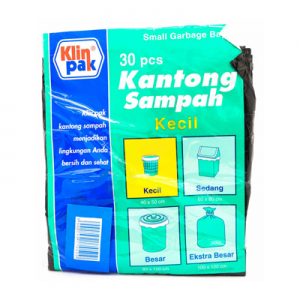 Small Garbage Ba
Klin
pak
30 pcs
Kantong
Sampah
Kecil
Klin pak
kantong sampah
menjadikan
lingkungan Anda
bersih dan sehat
Kecil
Sedang
Besar
Ekstra Besar